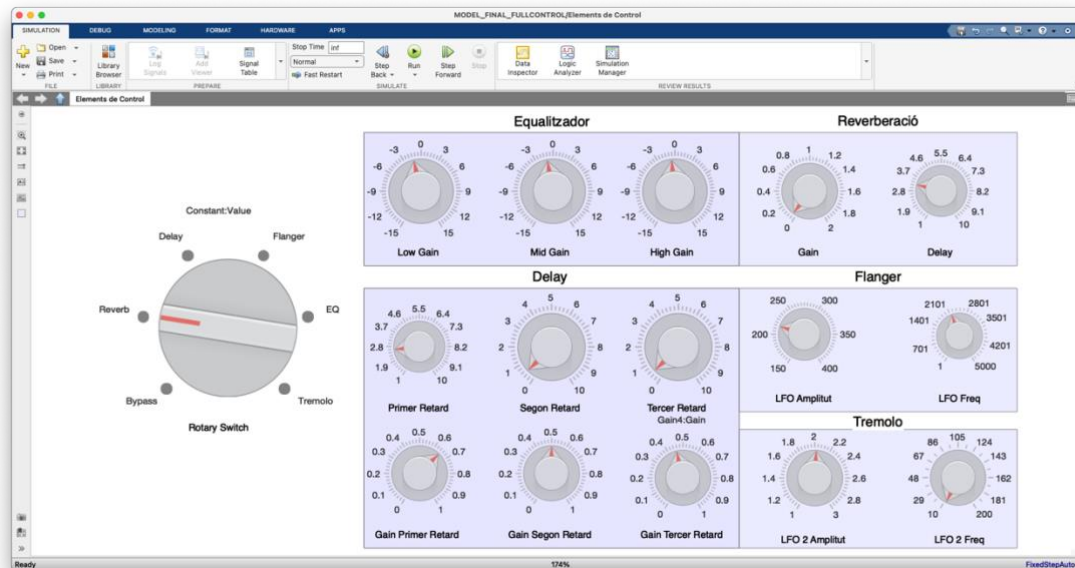 MODEL_FINAL_FULLCONTROL/Elements de Control
SIMULATION DEBUG MODELING FORMAT HARDWARE APPS
New
Open
Save
Print
FILE
Library Browser
LIBRARY
Log Signals
Add Viewer
Signal Table
PREPARE
Stop Time inf
Normal
Fast Restart
Step Back
Run
Step Forward
Stop
SIMULATE
Data Inspector
Logic Analyzer
Simulation Manager
REVIEW RESULTS
Elements de Control
Constant:Value
Delay Flanger
Reverb EQ
Bypass Tremolo
Rotary Switch
Equalitzador
-15 -12 -9 -6 -3 0 3 6 9 12 15
Low Gain
-15 -12 -9 -6 -3 0 3 6 9 12 15
Mid Gain
-15 -12 -9 -6 -3 0 3 6 9 12 15
High Gain
Reverberació
0 0.2 0.4 0.6 0.8 1 1.2 1.4 1.6 1.8 2
Gain
1 1.9 2.8 3.7 4.6 5.5 6.4 7.3 8.2 9.1 10
Delay
Delay
1 1.9 2.8 3.7 4.6 5.5 6.4 7.3 8.2 9.1 10
Primer Retard
0 1 2 3 4 5 6 7 8 9 10
Segon Retard
0 1 2 3 4 5 6 7 8 9 10
Tercer Retard
Gain4:Gain
0 0.1 0.2 0.3 0.4 0.5 0.6 0.7 0.8 0.9 1
Gain Primer Retard
0 0.1 0.2 0.3 0.4 0.5 0.6 0.7 0.8 0.9 1
Gain Segon Retard
0 0.1 0.2 0.3 0.4 0.5 0.6 0.7 0.8 0.9 1
Gain Tercer Retard
Flanger
150 200 250 300 350 400
LFO Amplitut
1 701 1401 2101 2801 3501 4201 5000
LFO Freq
Tremolo
1 1.2 1.4 1.6 1.8 2 2.2 2.4 2.6 2.8 3
LFO 2 Amplitut
10 29 48 67 86 105 124 143 162 181 200
LFO 2 Freq
Ready 174% FixedStepAuto